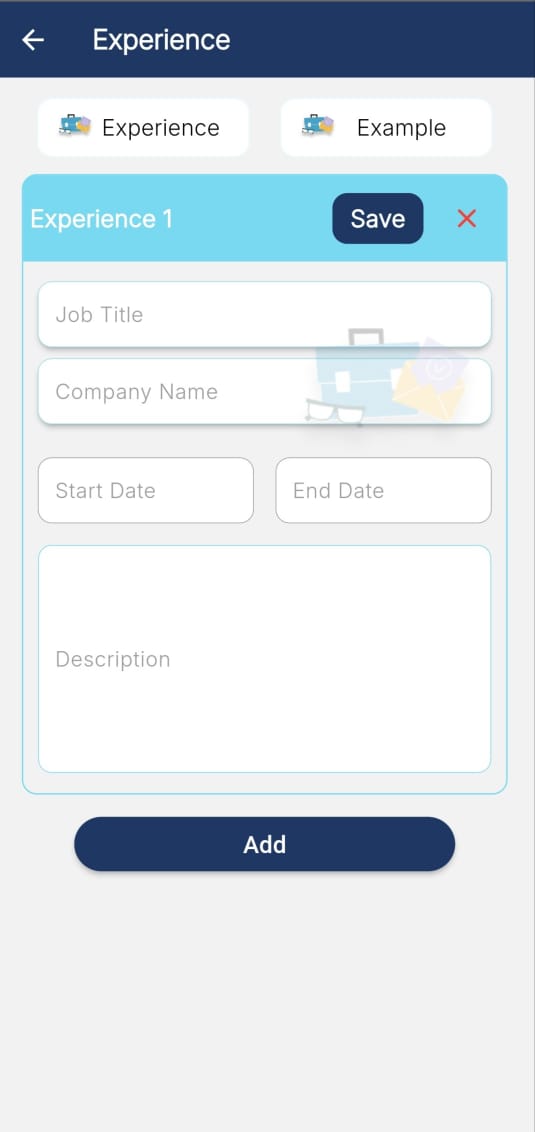 Experience
Experience Example
Experience 1 Save
Job Title
Company Name
Start Date End Date
Description
Add